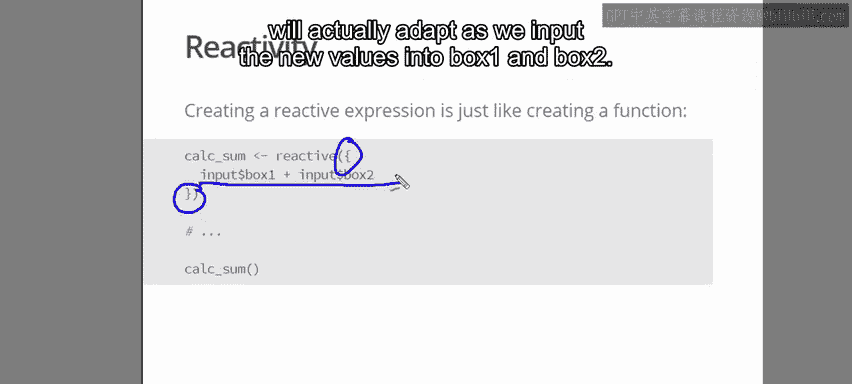 will actually adapt as we input
the new values into box1 and box2.
Reactivity
Creating a reactive expression is just like creating a function:
calc_sum <- reactive({
input$box1 + input$box2
})
# ...
calc_sum()